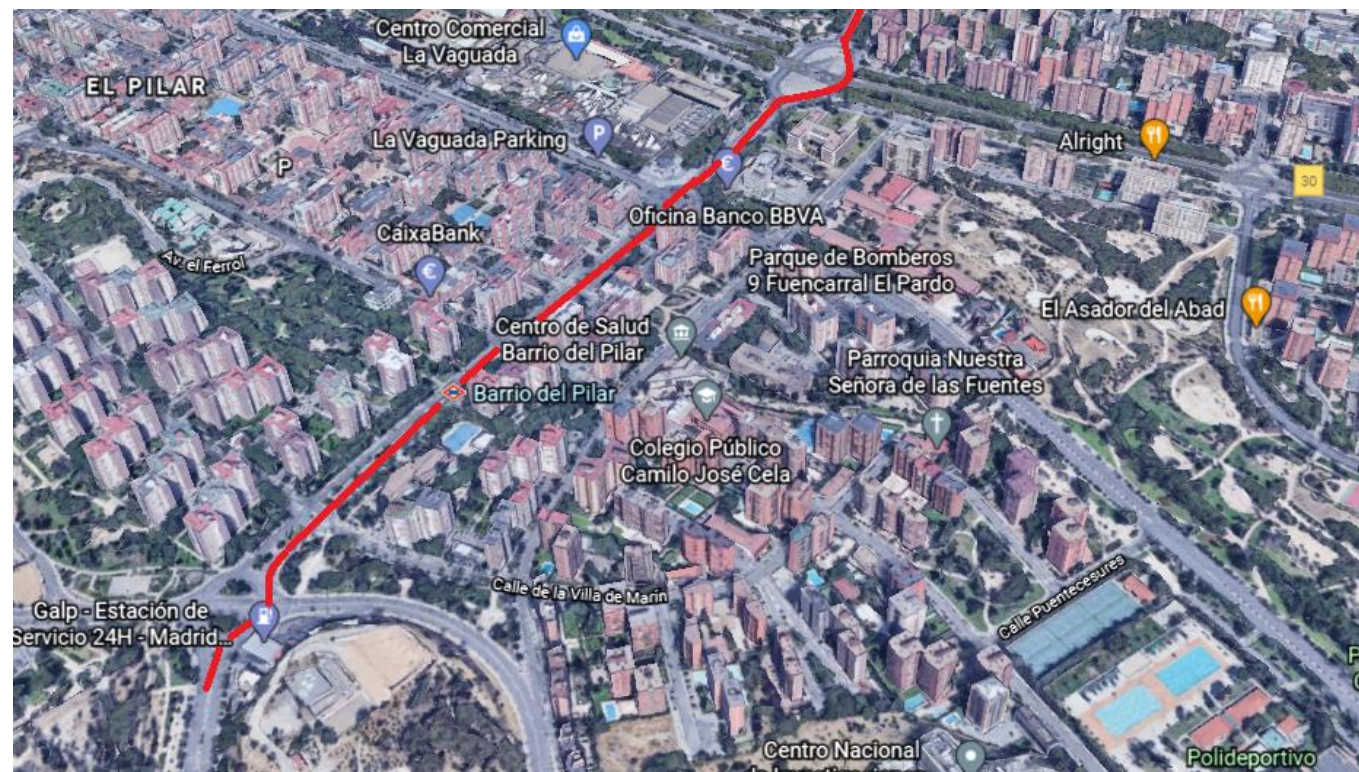 Centro Comercial
La Vaguada
EL PILAR
La Vaguada Parking
P
P
Alright
30
€
Oficina Banco BBVA
CaixaBank
€
Av. el Ferrol
Parque de Bomberos
9 Fuencarral El Pardo
El Asador del Abad
Centro de Salud
Barrio del Pilar
Parroquia Nuestra
Señora de las Fuentes
Barrio del Pilar
Colegio Público
Camilo José Cela
Calle de la Villa de Marin
Calle Puentecesures
Galp - Estación de
Servicio 24H - Madrid...
Centro Nacional
Polideportivo